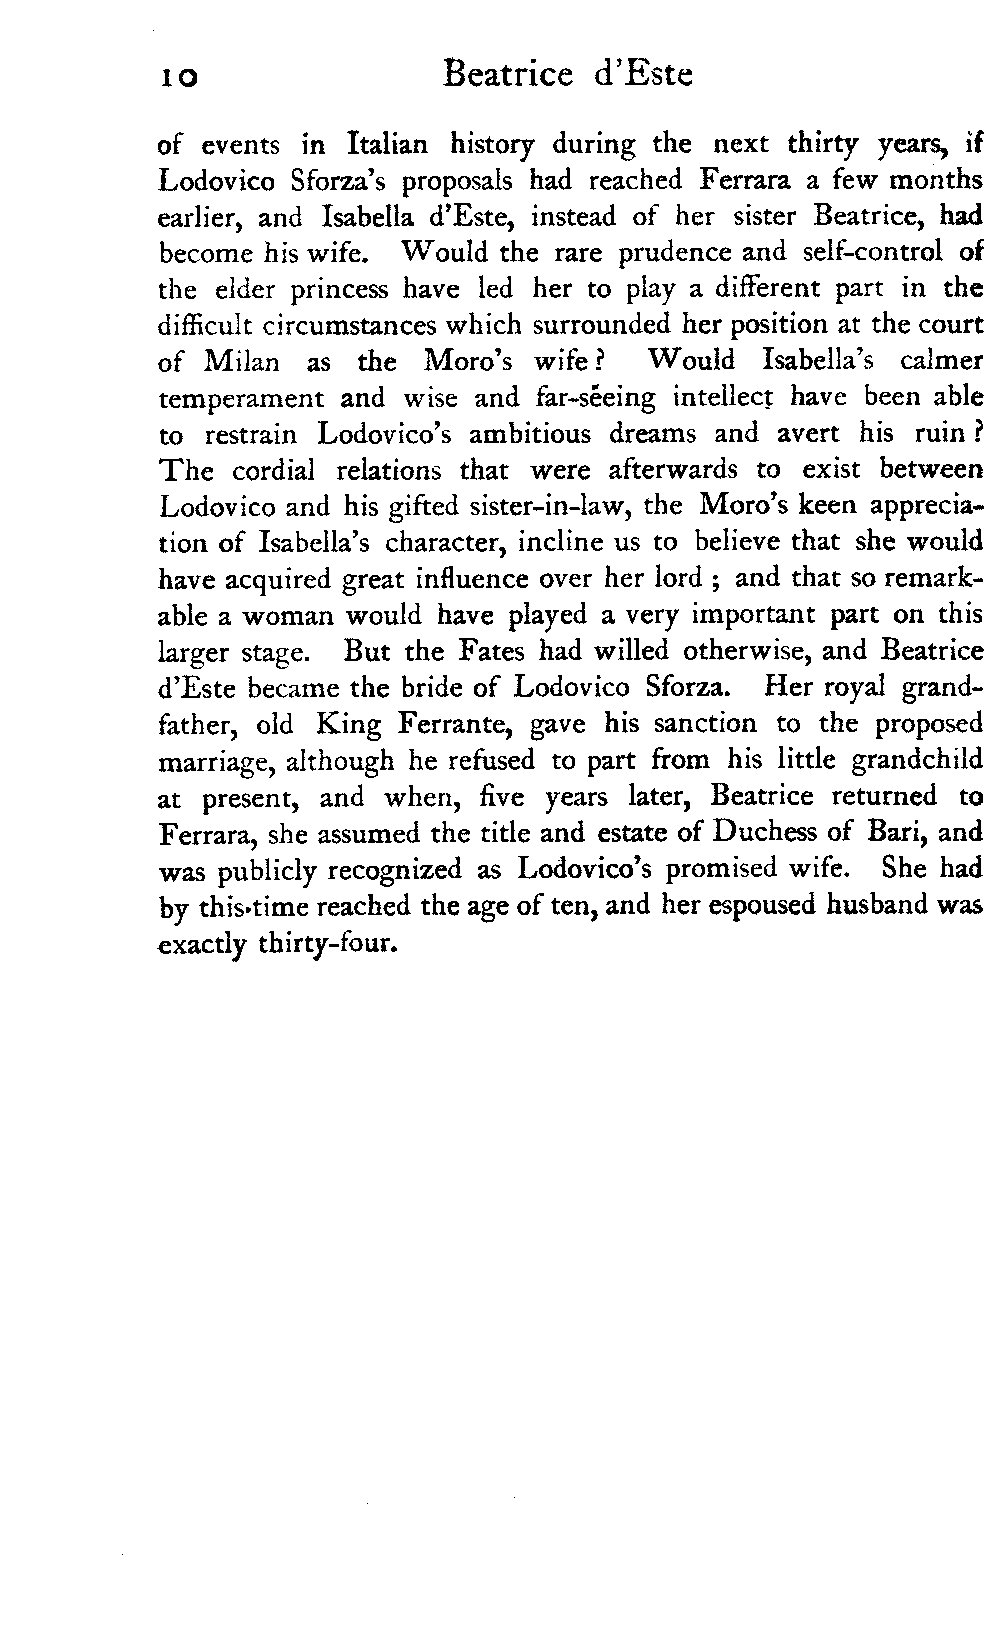 10 Beatrice d'Este
of events in Italian history during the next thirty years, if
Lodovico Sforza's proposals had reached Ferrara a few months
earlier, and Isabella d'Este, instead of her sister Beatrice, had
become his wife. Would the rare prudence and self-control of
the elder princess have led her to play a different part in the
difficult circumstances which surrounded her position at the court
of Milan as the Moro's wife? Would Isabella's calmer
temperament and wise and far-seeing intellect have been able
to restrain Lodovico's ambitious dreams and avert his ruin?
The cordial relations that were afterwards to exist between
Lodovico and his gifted sister-in-law, the Moro's keen apprecia-
tion of Isabella's character, incline us to believe that she would
have acquired great influence over her lord; and that so remark-
able a woman would have played a very important part on this
larger stage. But the Fates had willed otherwise, and Beatrice
d'Este became the bride of Lodovico Sforza. Her royal grand-
father, old King Ferrante, gave his sanction to the proposed
marriage, although he refused to part from his little grandchild
at present, and when, five years later, Beatrice returned to
Ferrara, she assumed the title and estate of Duchess of Bari, and
was publicly recognized as Lodovico's promised wife. She had
by this time reached the age of ten, and her espoused husband was
exactly thirty-four.